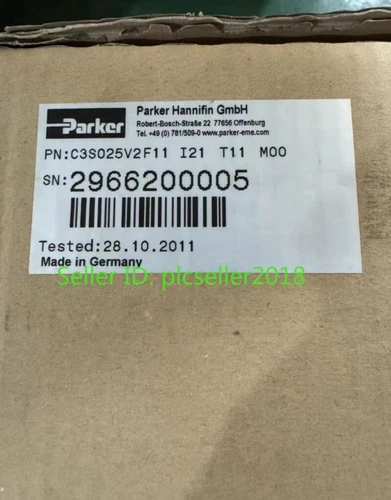 Parker
Parker Hannifin GmbH
Robert-Bosch-Straße 22 77656 Offenburg
Tel. +49 (0) 781/509-0 www.parker-eme.com
PN:C3S025V2F11 I21 T11 M00
SN:2966200005
Tested:28.10.2011
Made in Germany
Seller ID: plcseller2018